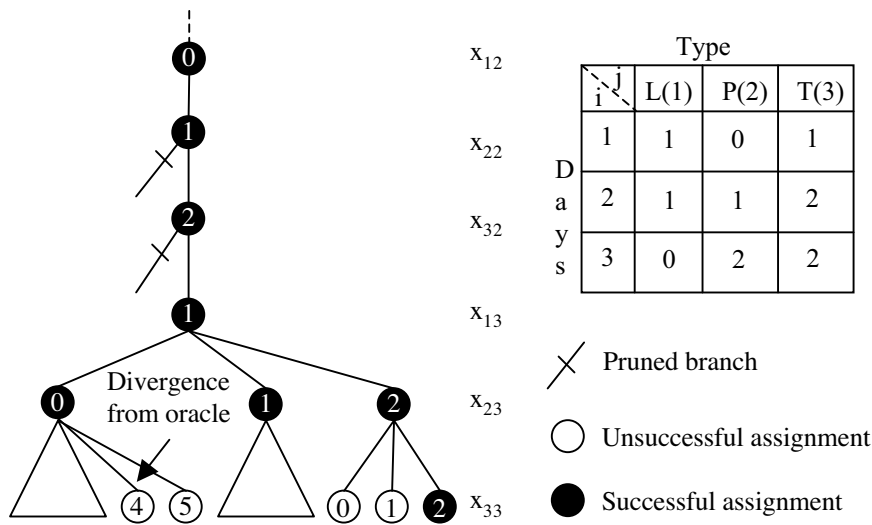 0 x12
Type
j
i L(1) P(2) T(3)
1 x22
1 1 0 1
2 1 1 2
3 0 2 2
Days
2 x32
1 x13
Pruned branch
Divergence
from oracle
0 1 2 x23
Unsuccessful assignment
4 5 0 1 2 x33
Successful assignment